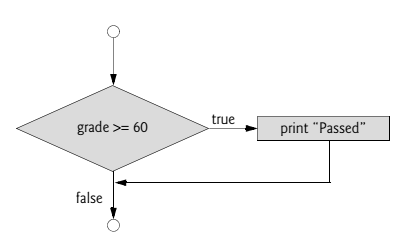 grade >= 60
true
print “Passed”
false